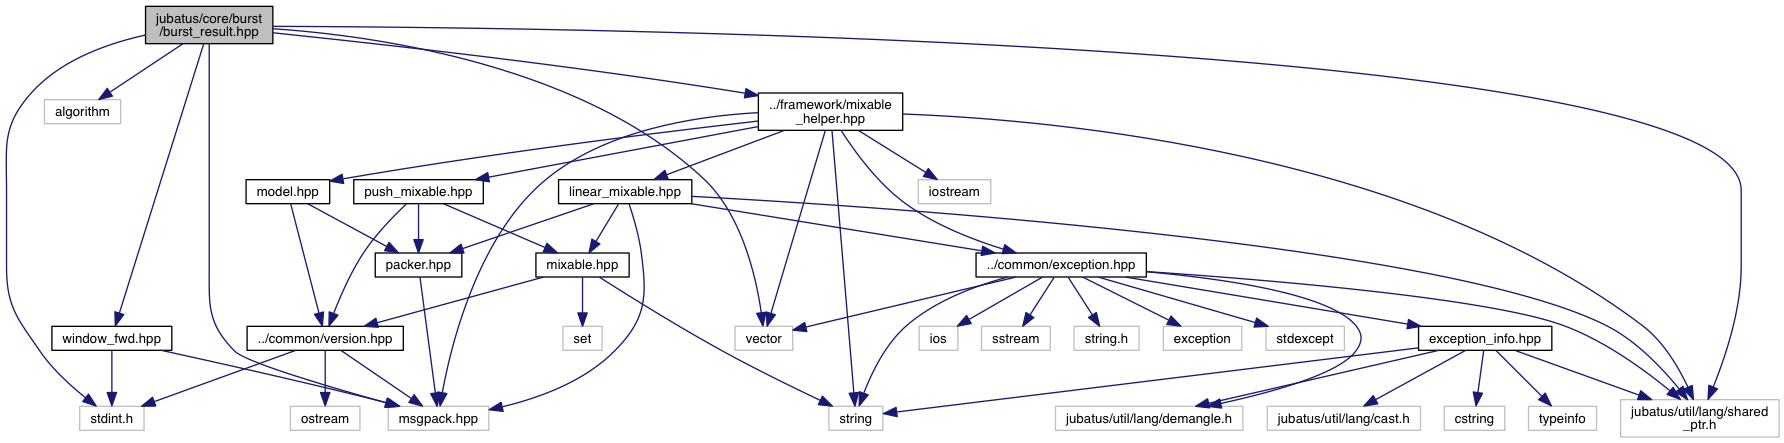 jubatus/core/burst
/burst_result.hpp
algorithm
../framework/mixable
_helper.hpp
model.hpp
push_mixable.hpp
linear_mixable.hpp
iostream
packer.hpp
mixable.hpp
../common/exception.hpp
window_fwd.hpp
../common/version.hpp
set
vector
ios
sstream
string.h
exception
stdexcept
exception_info.hpp
stdint.h
ostream
msgpack.hpp
string
jubatus/util/lang/demangle.h
jubatus/util/lang/cast.h
cstring
typeinfo
jubatus/util/lang/shared
_ptr.h